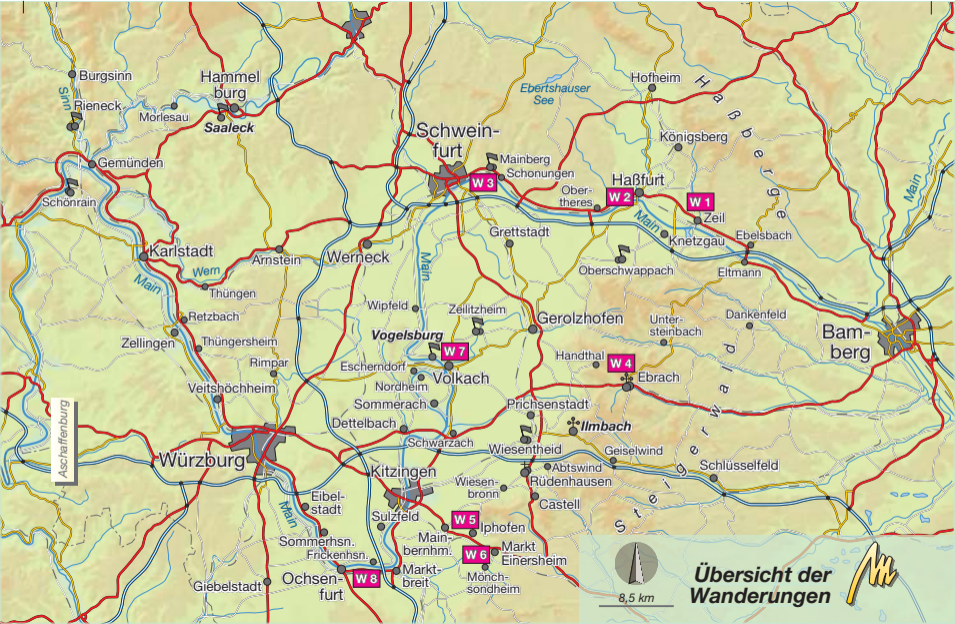 Burgsinn
Sinn
Rieneck
Hammel
burg
Morlesau
Saaleck
Gemünden
Schönrain
Ebertshauser
See
Hofheim
Haßberge
Königsberg
Schwein-
furt
Mainberg
Schonungen
W 3
Ober-
theres
Haßfurt
W 2
W 1
Zeil
Main
Main
Knetzgau
Ebelsbach
Eltmann
Oberschwappach
Grettstadt
Karlstadt
Wern
Arnstein
Werneck
Main
Main
Thüngen
Retzbach
Zellingen
Thüngersheim
Rimpar
Veitshöchheim
Wipfeld
Zeilitzheim
Vogelsburg
W 7
Escherndorf
Volkach
Nordheim
Sommerach
Dettelbach
Schwarzach
Gerolzhofen
Unter-
steinbach
Dankenfeld
Bam-
berg
Handthal
W 4
Ebrach
Prichsenstadt
Ilmbach
Steigerwald
Aschaffenburg
Würzburg
Kitzingen
Wiesentheid
Geiselwind
Abtswind
Schlüsselfeld
Wiesen-
bronn
Rüdenhausen
Castell
Main
Eibel-
stadt
Sulzfeld
Sommerhsn.
Frickenhsn.
Main-
bernhm.
W 5
Iphofen
W 6
Markt
Einersheim
Mönch-
sondheim
Giebelstadt
Ochsen-
furt
W 8
Markt-
breit
8,5 km
Übersicht der
Wanderungen